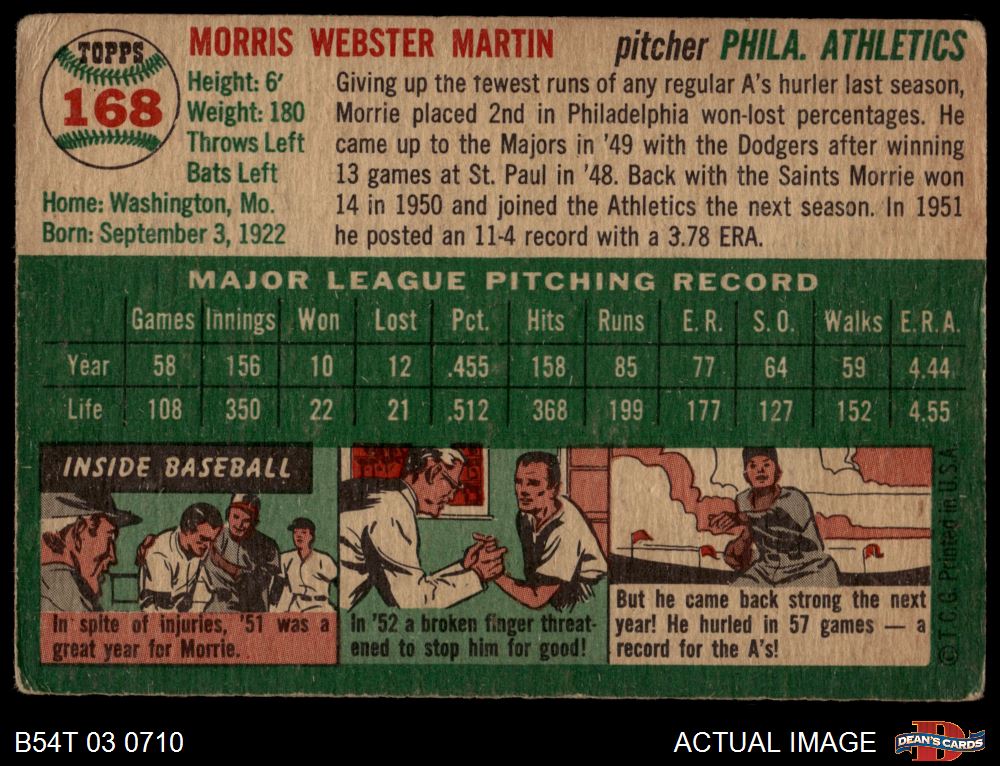 TOPPS
168
MORRIS WEBSTER MARTIN pitcher PHILA. ATHLETICS
Height: 6'
Weight: 180
Throws Left
Bats Left
Home: Washington, Mo.
Born: September 3, 1922
Giving up the fewest runs of any regular A's hurler last season,
Morrie placed 2nd in Philadelphia won-lost percentages. He
came up to the Majors in '49 with the Dodgers after winning
13 games at St. Paul in '48. Back with the Saints Morrie won
14 in 1950 and joined the Athletics the next season. In 1951
he posted an 11-4 record with a 3.78 ERA.
MAJOR LEAGUE PITCHING RECORD
Games Innings Won Lost Pct. Hits Runs E. R. S. O. Walks E. R. A.
Year 58 156 10 12 .455 158 85 77 64 59 4.44
Life 108 350 22 21 .512 368 199 177 127 152 4.55
INSIDE BASEBALL
In spite of injuries, '51 was a
great year for Morrie.
In '52 a broken finger threat-
ened to stop him for good!
But he came back strong the next
year! He hurled in 57 games — a
record for the A's!
© T.C.G. Printed in U.S.A.
B54T 03 0710
ACTUAL IMAGE
DEAN'S CARDS